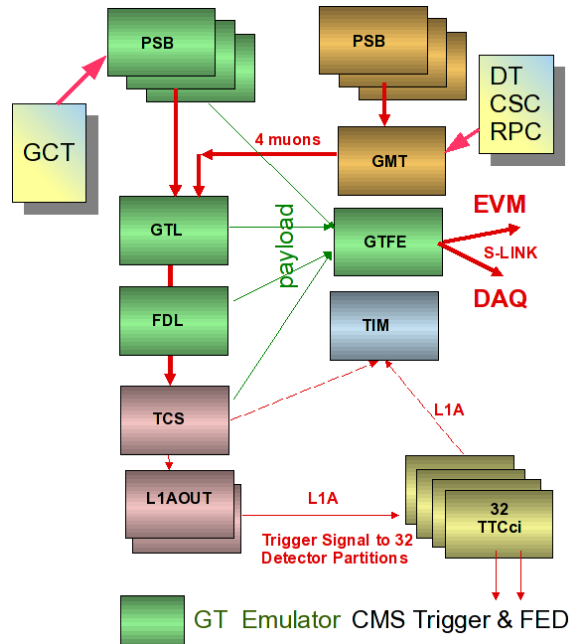 PSB
PSB
DT
CSC
RPC
GCT
4 muons
GMT
EVM
GTL
payload
GTFE
S-LINK
DAQ
FDL
TIM
TCS
L1A
L1AOUT
L1A
32
TTCci
Trigger Signal to 32
Detector Partitions
GT Emulator CMS Trigger & FED